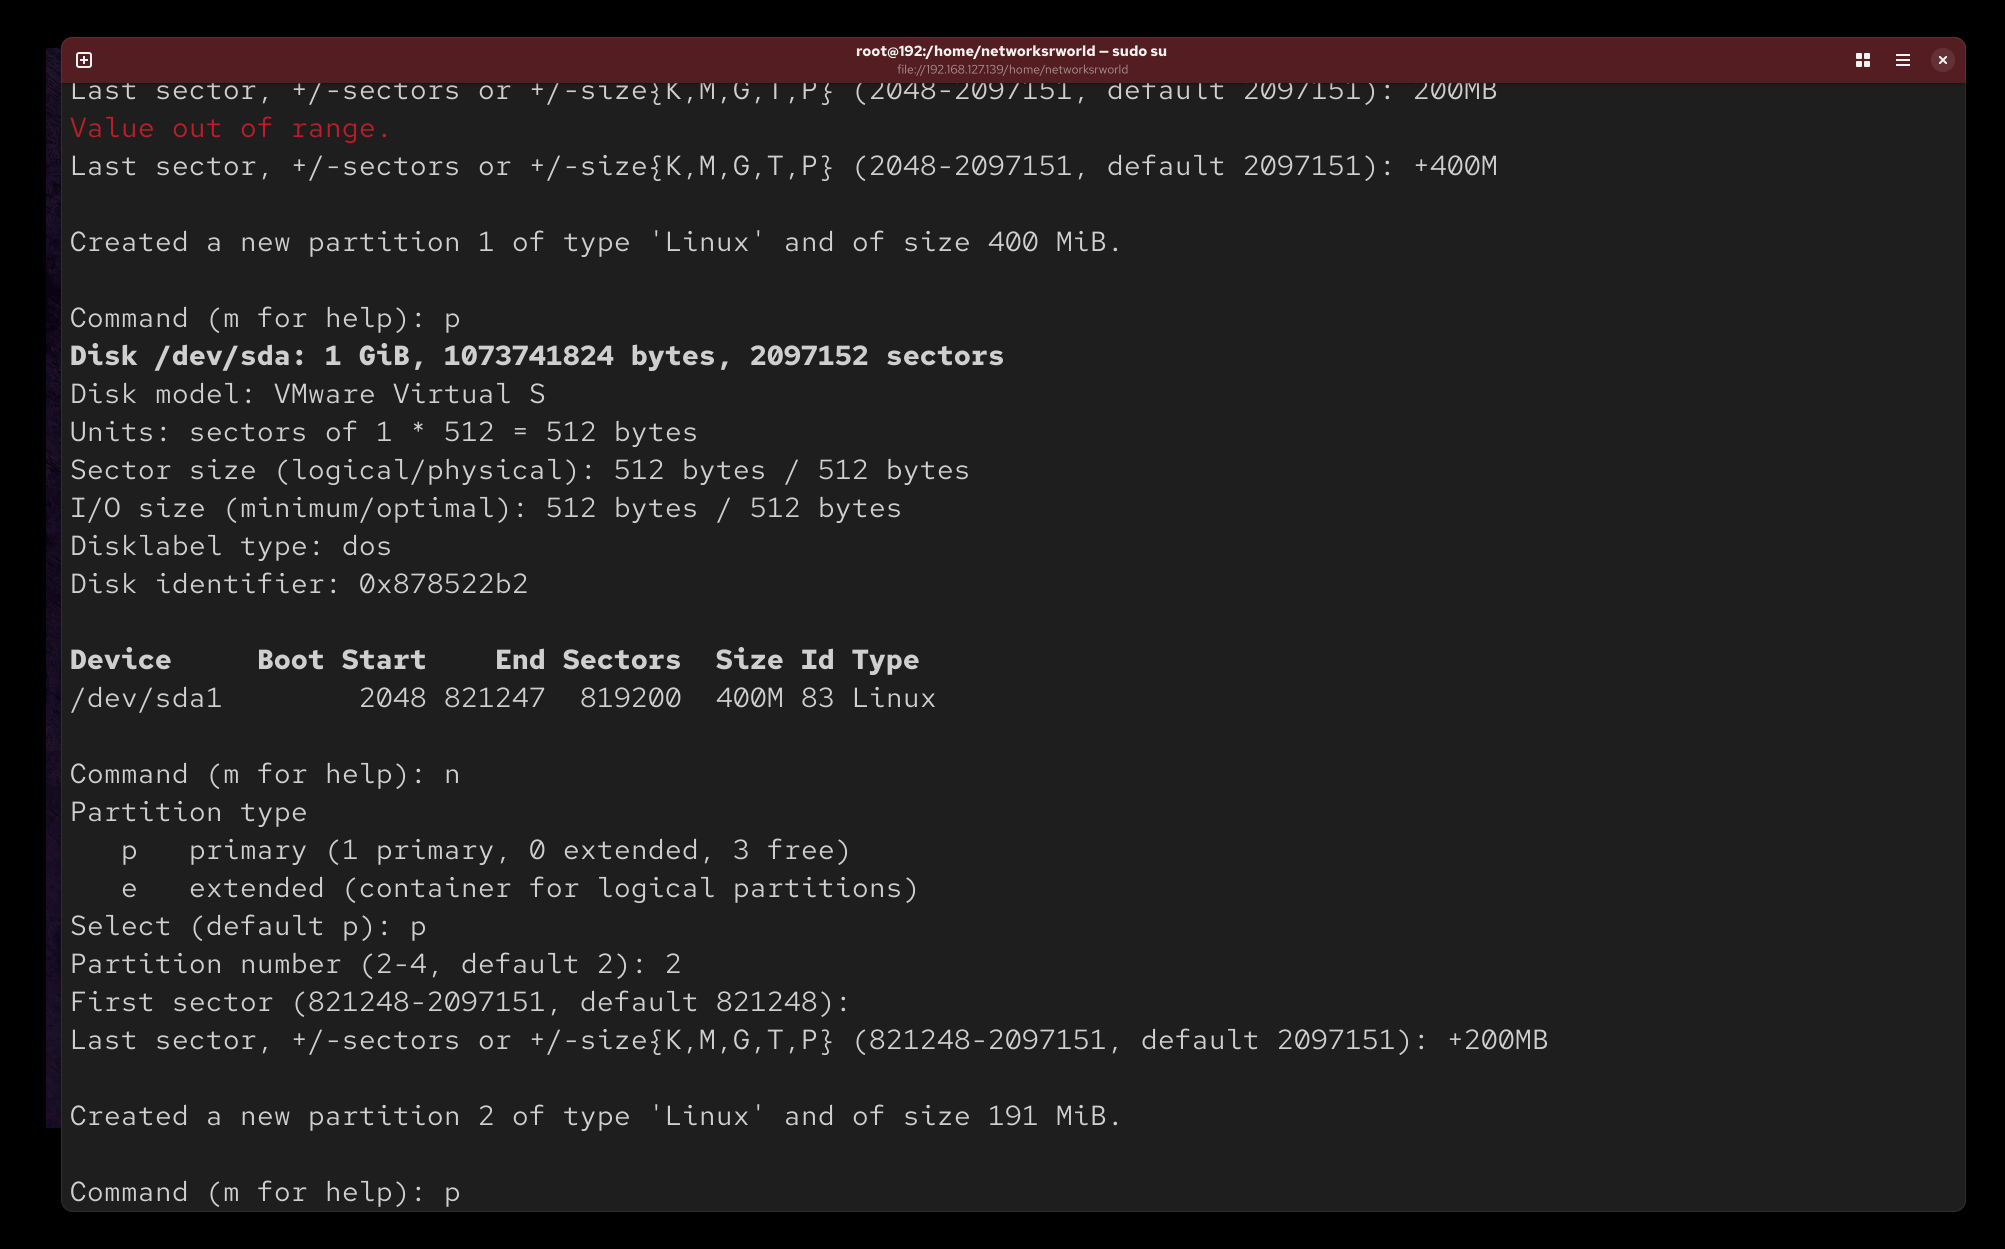 root@192:/home/networksrworld — sudo su
file://192.168.127.139/home/networksrworld
Last sector, +/-sectors or +/-size{K,M,G,T,P} (2048-2097151, default 2097151): 200MB
Value out of range.
Last sector, +/-sectors or +/-size{K,M,G,T,P} (2048-2097151, default 2097151): +400M
Created a new partition 1 of type 'Linux' and of size 400 MiB.
Command (m for help): p
Disk /dev/sda: 1 GiB, 1073741824 bytes, 2097152 sectors
Disk model: VMware Virtual S
Units: sectors of 1 * 512 = 512 bytes
Sector size (logical/physical): 512 bytes / 512 bytes
I/O size (minimum/optimal): 512 bytes / 512 bytes
Disklabel type: dos
Disk identifier: 0x878522b2
Device     Boot Start    End Sectors  Size Id Type
/dev/sda1        2048 821247  819200  400M 83 Linux
Command (m for help): n
Partition type
   p   primary (1 primary, 0 extended, 3 free)
   e   extended (container for logical partitions)
Select (default p): p
Partition number (2-4, default 2): 2
First sector (821248-2097151, default 821248):
Last sector, +/-sectors or +/-size{K,M,G,T,P} (821248-2097151, default 2097151): +200MB
Created a new partition 2 of type 'Linux' and of size 191 MiB.
Command (m for help): p